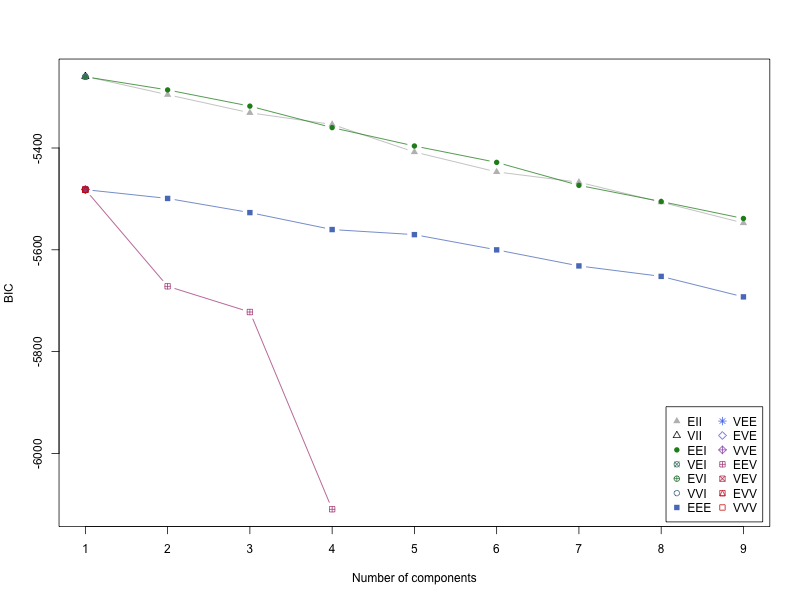 BIC
-5400
-5600
-5800
-6000
1 2 3 4 5 6 7 8 9
Number of components
EII VEE
VII EVE
EEI VVE
VEI EEV
EVI VEV
VVI EVV
EEE VVV